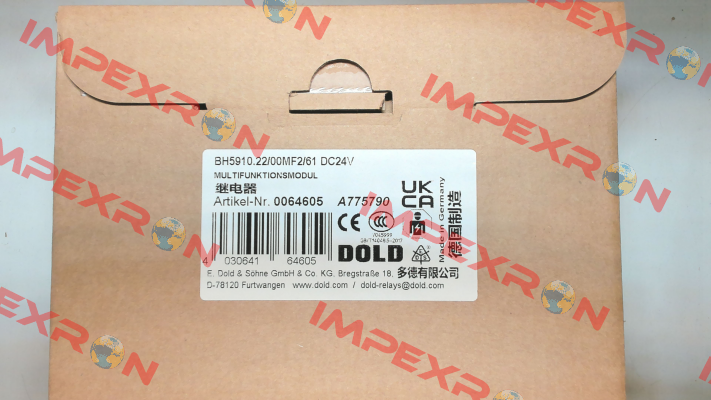 BH5910.22/00MF2/61 DC24V
MULTIFUNKTIONSMODUL
继电器
Artikel-Nr. 0064605 A775790
UK
CA
CE
CCC
DOLD
Made in Germany
德国制造
4 030641 64605
E. Dold & Söhne GmbH & Co. KG. Bregstraße 18. 多德有限公司
D-78120 Furtwangen www.dold.com / dold-relays@dold.com
IMPEXRON
IMPEXRON
IMPEXRON
IMPEXRON
IMPEXRON
IMPEXRON